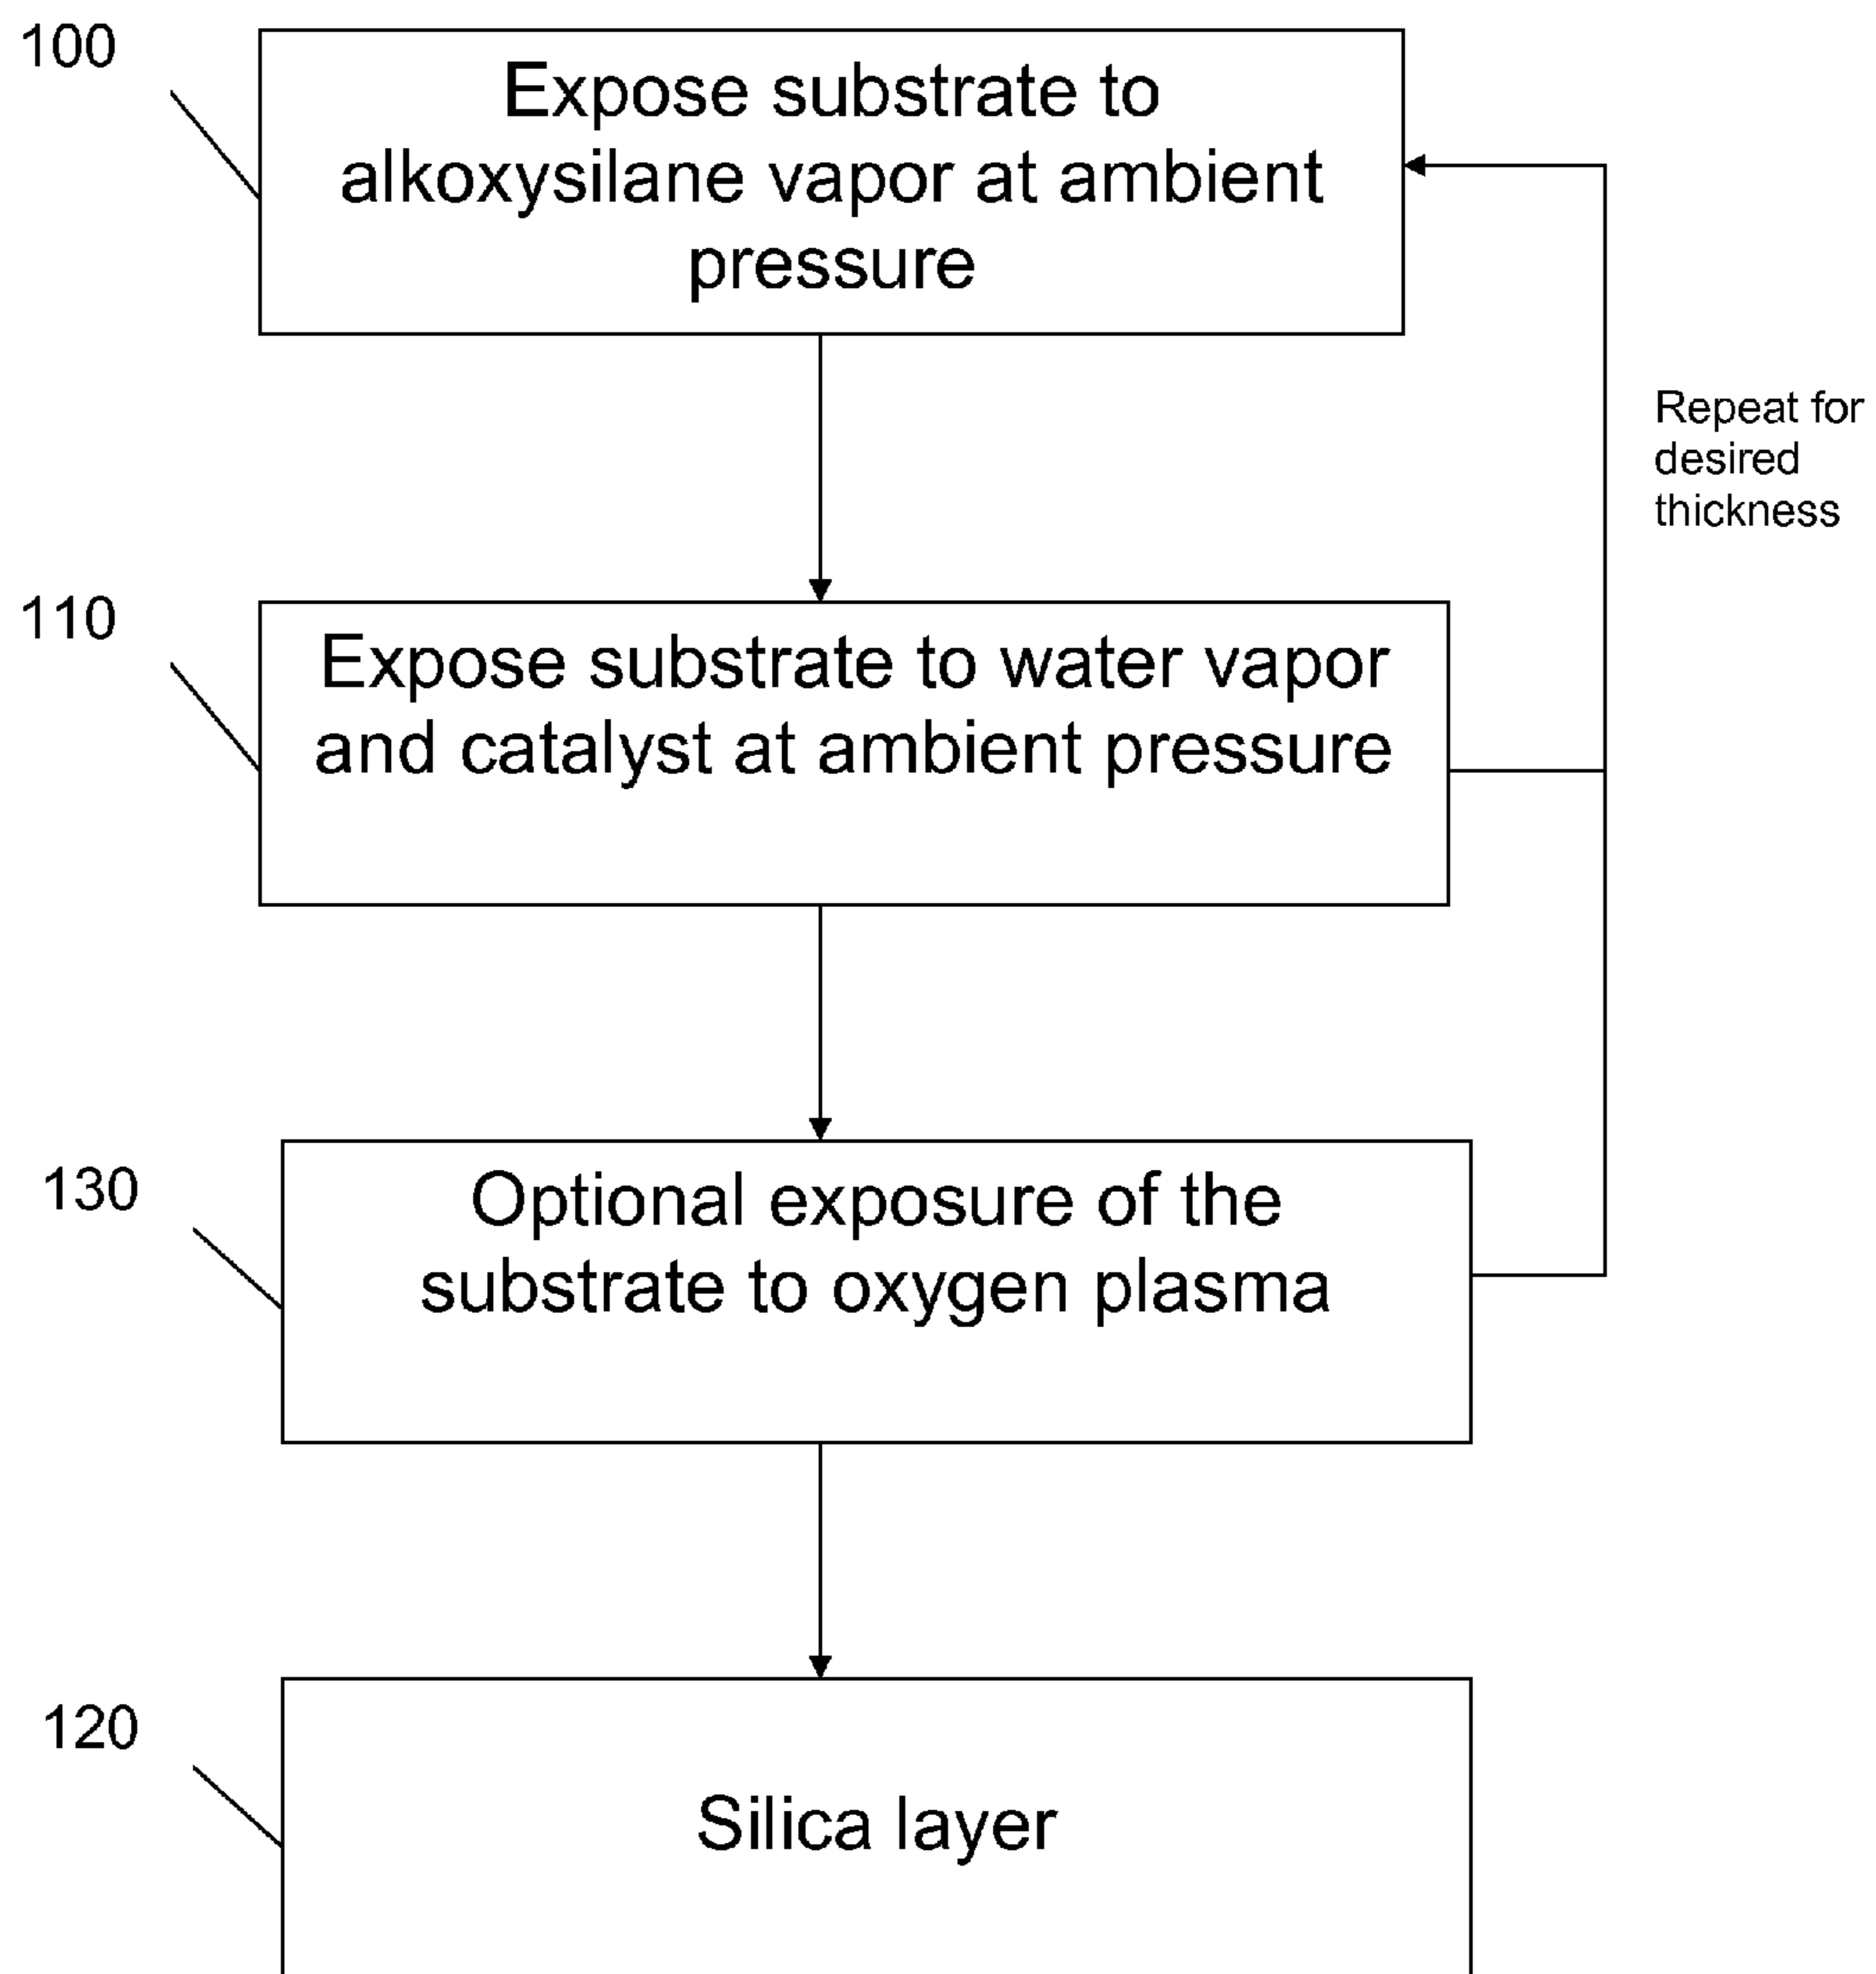 100
Expose substrate to
alkoxysilane vapor at ambient
pressure
Repeat for
desired
thickness
110
Expose substrate to water vapor
and catalyst at ambient pressure
130
Optional exposure of the
substrate to oxygen plasma
120
Silica layer